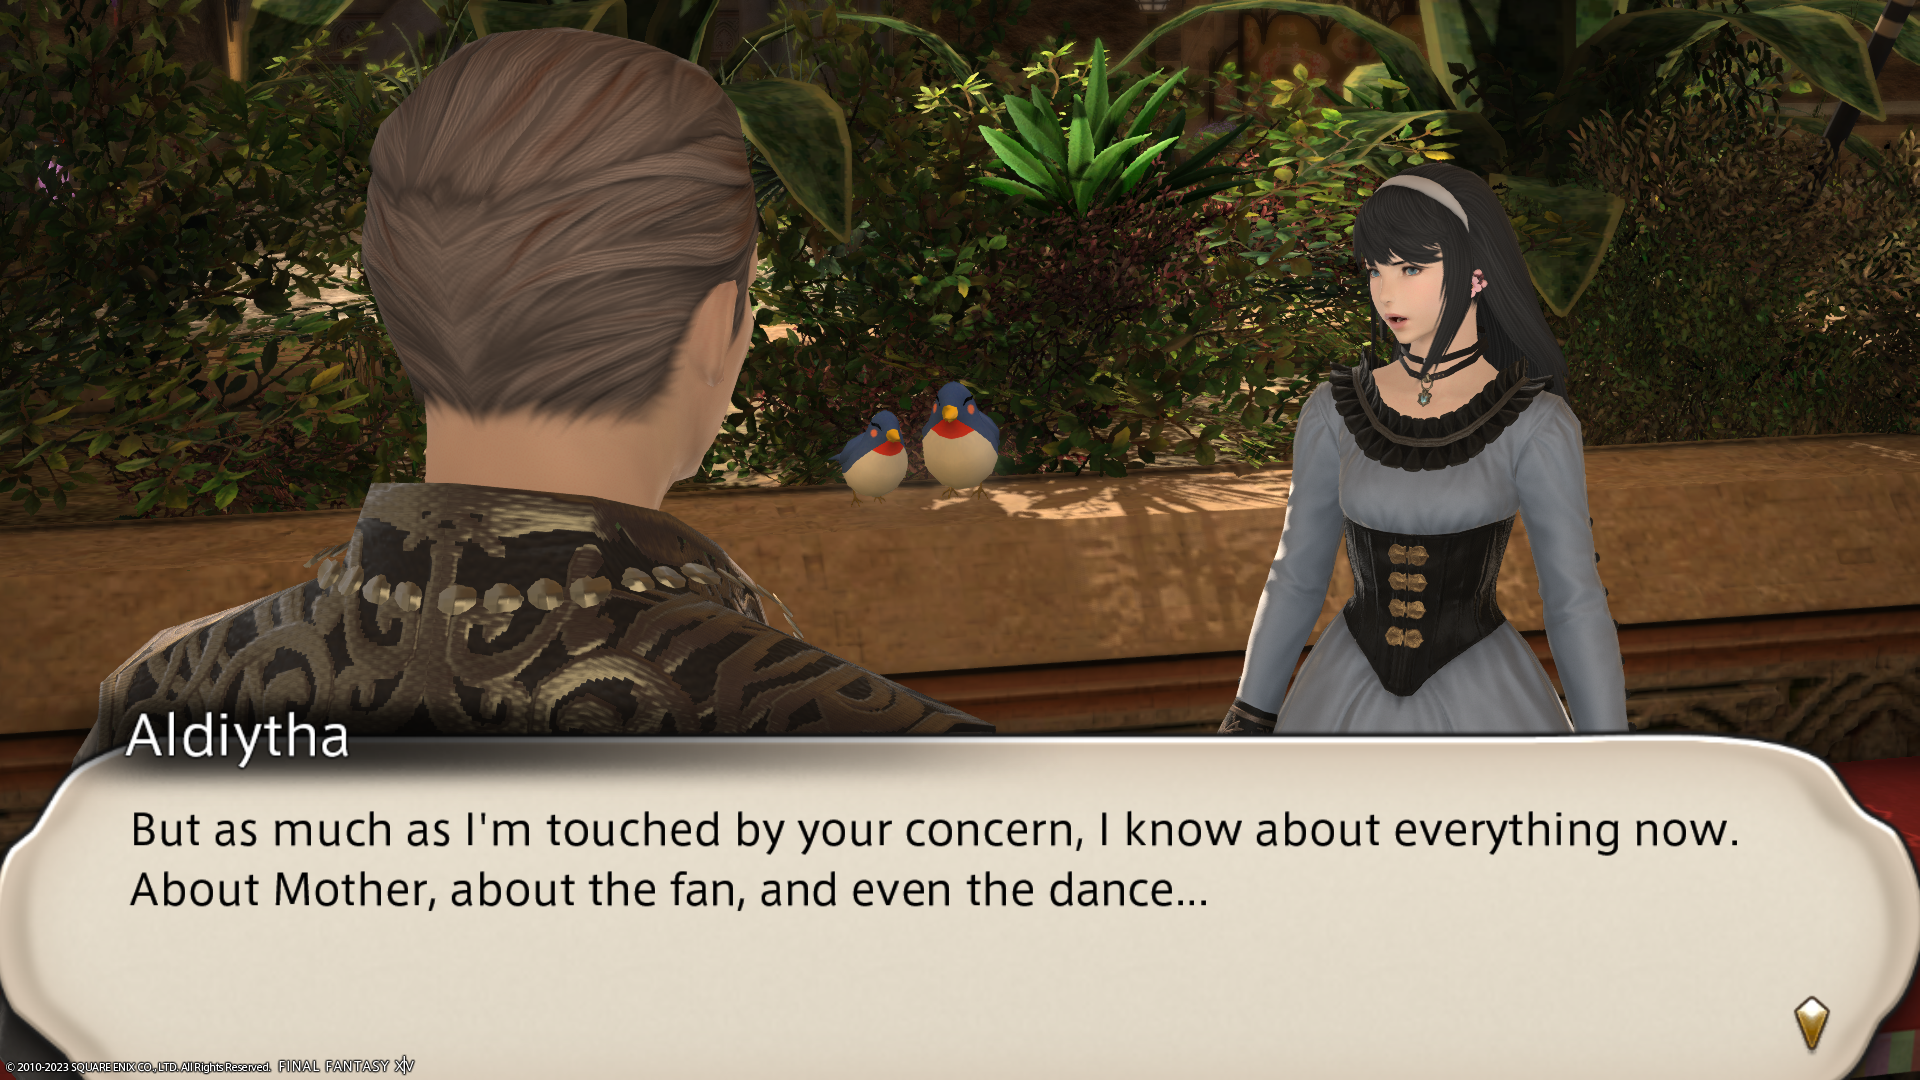 Aldiytha
But as much as I'm touched by your concern, I know about everything now.
About Mother, about the fan, and even the dance...
© 2010-2023 SQUARE ENIX CO., LTD. All Rights Reserved. FINAL FANTASY XIV